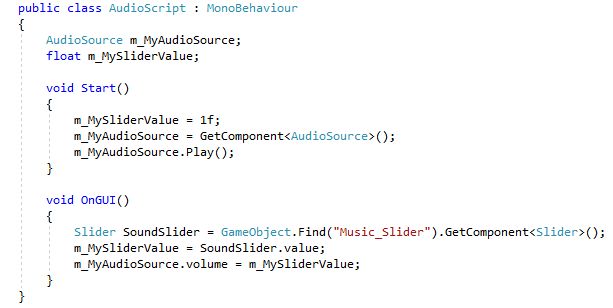 public class AudioScript : MonoBehaviour
{
    AudioSource m_MyAudioSource;
    float m_MySliderValue;

    void Start()
    {
        m_MySliderValue = 1f;
        m_MyAudioSource = GetComponent<AudioSource>();
        m_MyAudioSource.Play();
    }

    void OnGUI()
    {
        Slider SoundSlider = GameObject.Find("Music_Slider").GetComponent<Slider>();
        m_MySliderValue = SoundSlider.value;
        m_MyAudioSource.volume = m_MySliderValue;
    }
}